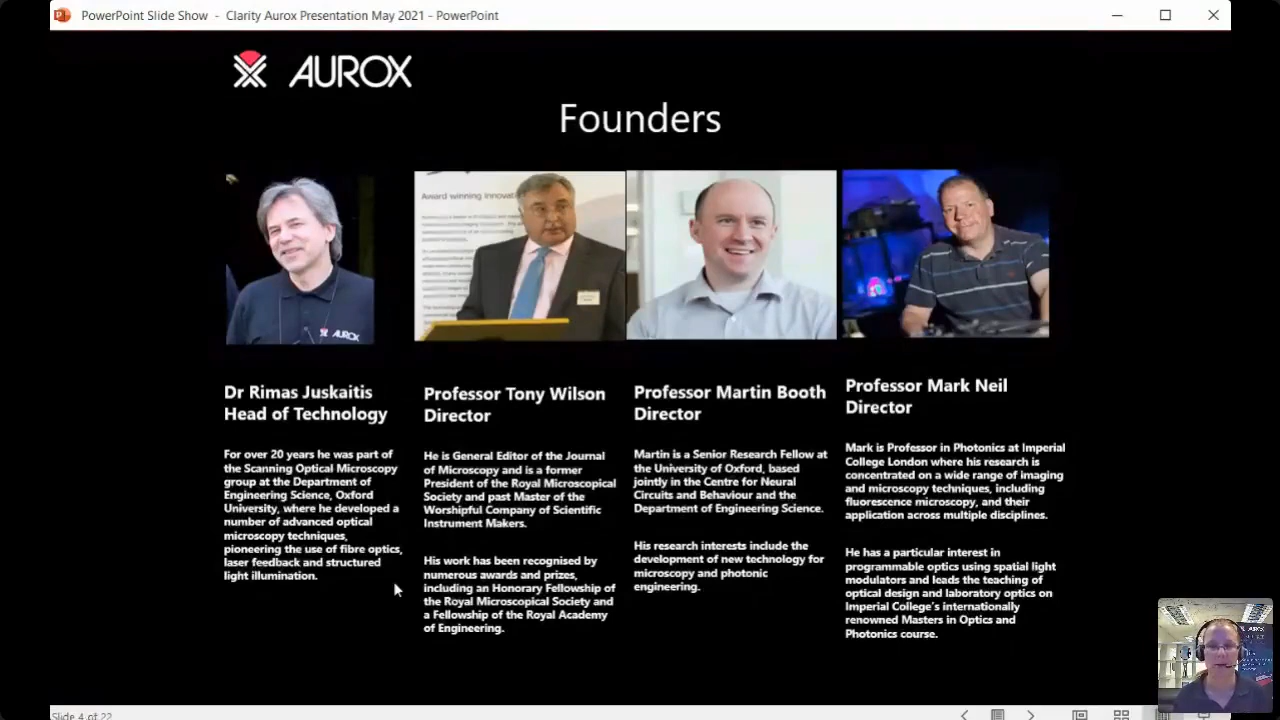 PowerPoint Slide Show - Clarity Aurox Presentation May 2021 - PowerPoint
AUROX
Founders
Award winning innovati
AUROX
Dr Rimas Juskaitis
Head of Technology
For over 20 years he was part of
the Scanning Optical Microscopy
group at the Department of
Engineering Science, Oxford
University, where he developed a
number of advanced optical
microscopy techniques,
pioneering the use of fibre optics,
laser feedback and structured
light illumination.
Professor Tony Wilson
Director
He is General Editor of the Journal
of Microscopy and is a former
President of the Royal Microscopical
Society and past Master of the
Worshipful Company of Scientific
Instrument Makers.
His work has been recognised by
numerous awards and prizes,
including an Honorary Fellowship of
the Royal Microscopical Society and
a Fellowship of the Royal Academy
of Engineering.
Professor Martin Booth
Director
Martin is a Senior Research Fellow at
the University of Oxford, based
jointly in the Centre for Neural
Circuits and Behaviour and the
Department of Engineering Science.
His research interests include the
development of new technology for
microscopy and photonic
engineering.
Professor Mark Neil
Director
Mark is Professor in Photonics at Imperial
College London where his research is
concentrated on a wide range of imaging
and microscopy techniques, including
fluorescence microscopy, and their
application across multiple disciplines.
He has a particular interest in
programmable optics using spatial light
modulators and leads the teaching of
optical design and laboratory optics on
Imperial College's internationally
renowned Masters in Optics and
Photonics course.
Slide 4 of 22